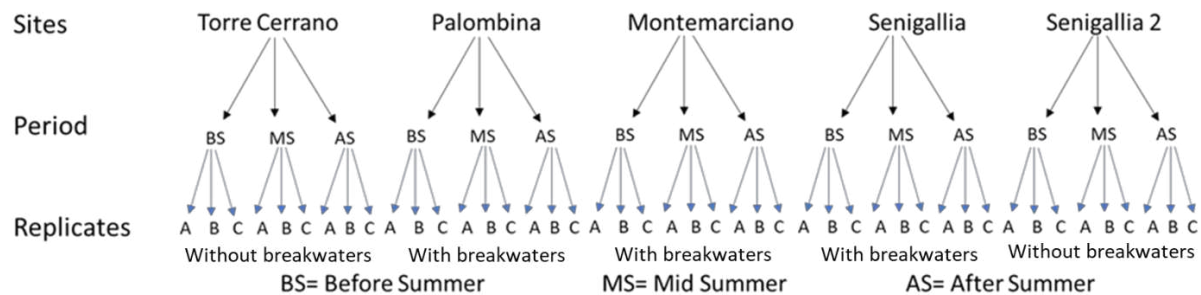 Sites Torre Cerrano Palombina Montemarciano Senigallia Senigallia 2
Period BS MS AS BS MS AS BS MS AS BS MS AS BS MS AS
Replicates A B C A B C A B C A B C A B C A B C A B C A B C A B C A B C A B C A B C A B C A B C A B C
Without breakwaters With breakwaters With breakwaters With breakwaters Without breakwaters
BS= Before Summer MS= Mid Summer AS= After Summer